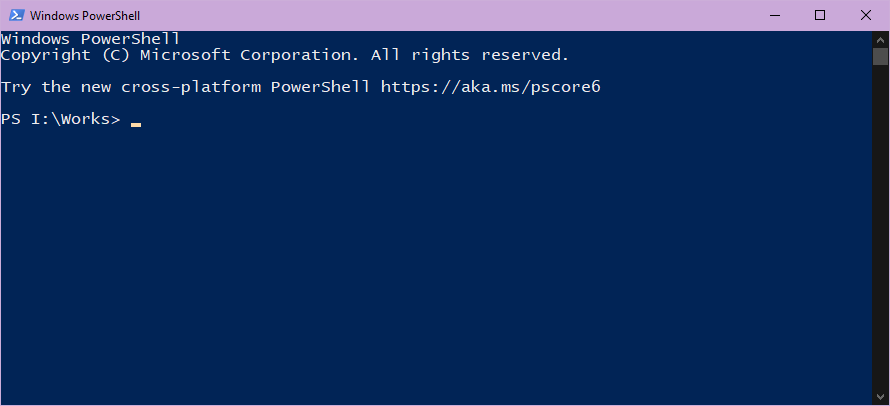 Windows PowerShell
Windows PowerShell
Copyright (C) Microsoft Corporation. All rights reserved.
Try the new cross-platform PowerShell https://aka.ms/pscore6
PS I:\Works> _